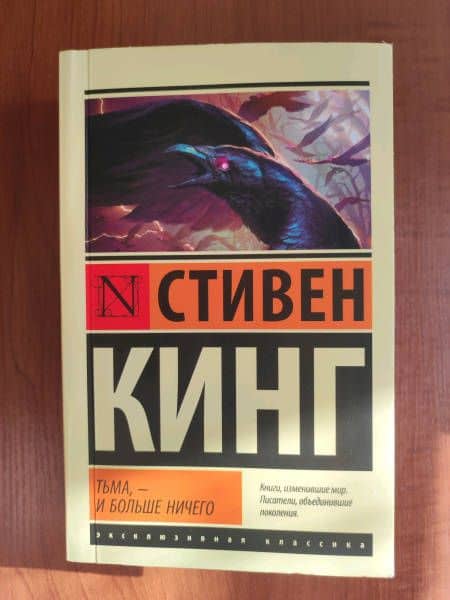 N СТИВЕН
КИНГ
ТЬМА, —
И БОЛЬШЕ НИЧЕГО
Книги, изменившие мир.
Писатели, объединившие
поколения.
эксклюзивная классика